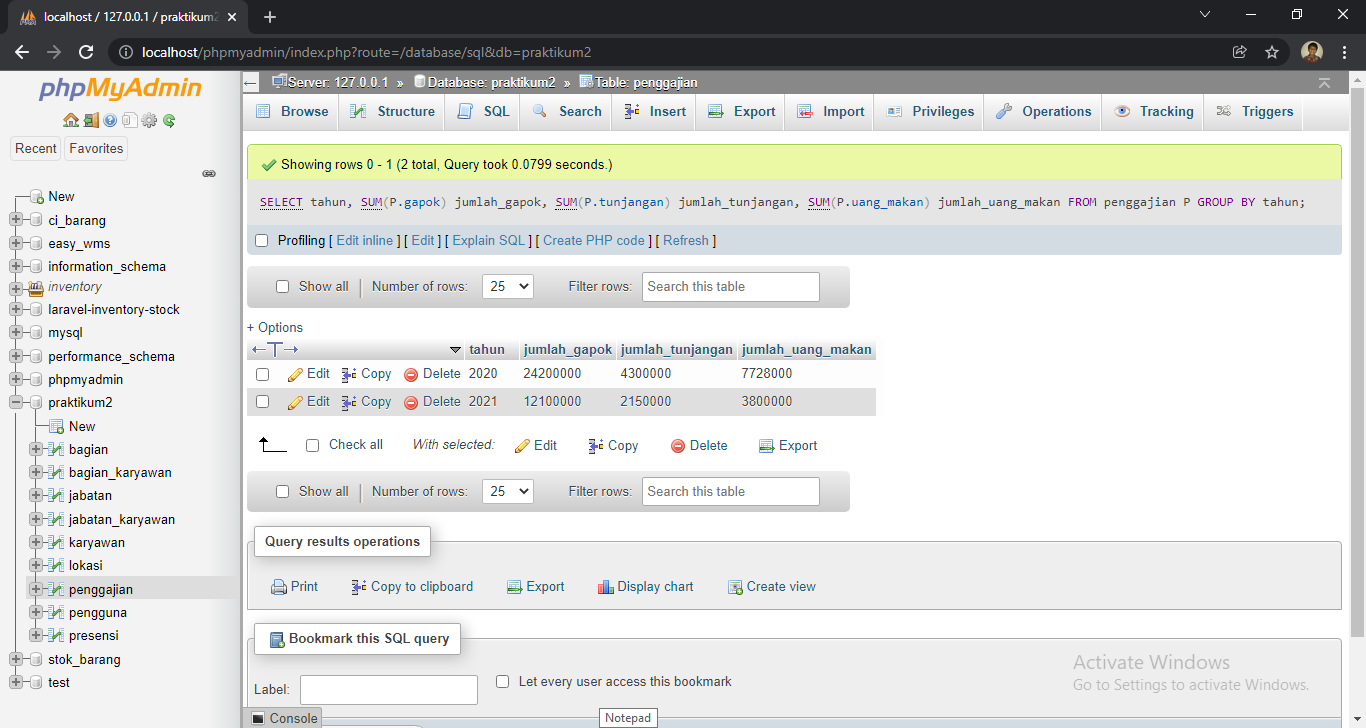 localhost / 127.0.0.1 / praktikum2
localhost/phpmyadmin/index.php?route=/database/sql&db=praktikum2
phpMyAdmin
Recent Favorites
New
ci_barang
easy_wms
information_schema
inventory
laravel-inventory-stock
mysql
performance_schema
phpmyadmin
praktikum2
New
bagian
bagian_karyawan
jabatan
jabatan_karyawan
karyawan
lokasi
penggajian
pengguna
presensi
stok_barang
test
Server: 127.0.0.1 » Database: praktikum2 » Table: penggajian
Browse Structure SQL Search Insert Export Import Privileges Operations Tracking Triggers
Showing rows 0 - 1 (2 total, Query took 0.0799 seconds.)
SELECT tahun, SUM(P.gapok) jumlah_gapok, SUM(P.tunjangan) jumlah_tunjangan, SUM(P.uang_makan) jumlah_uang_makan FROM penggajian P GROUP BY tahun;
Profiling [ Edit inline ] [ Edit ] [ Explain SQL ] [ Create PHP code ] [ Refresh ]
Show all | Number of rows: 25 Filter rows: Search this table
+ Options
←T→ tahun jumlah_gapok jumlah_tunjangan jumlah_uang_makan
Edit Copy Delete 2020 24200000 4300000 7728000
Edit Copy Delete 2021 12100000 2150000 3800000
Check all With selected: Edit Copy Delete Export
Show all | Number of rows: 25 Filter rows: Search this table
Query results operations
Print Copy to clipboard Export Display chart Create view
Bookmark this SQL query
Label: Let every user access this bookmark
Activate Windows
Go to Settings to activate Windows.
Console
Notepad